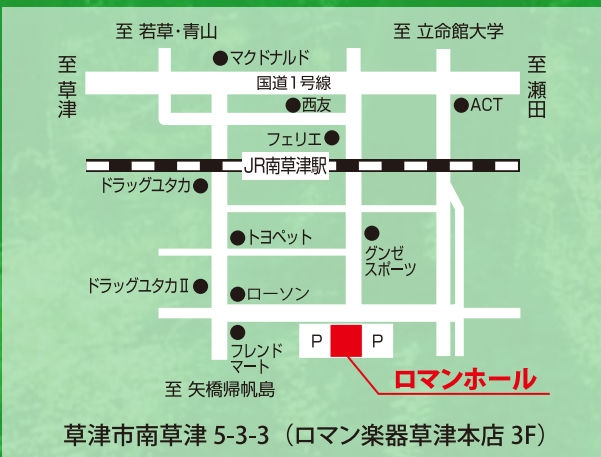 至 若草・青山
至 立命館大学
マクドナルド
至草津
国道1号線
至瀬田
西友
ACT
フェリエ
JR南草津駅
ドラッグユタカ
トヨペット
グンゼ
スポーツ
ドラッグユタカⅡ
ローソン
P
P
フレンド
マート
ロマンホール
至 矢橋帰帆島
草津市南草津 5-3-3（ロマン楽器草津本店 3F）